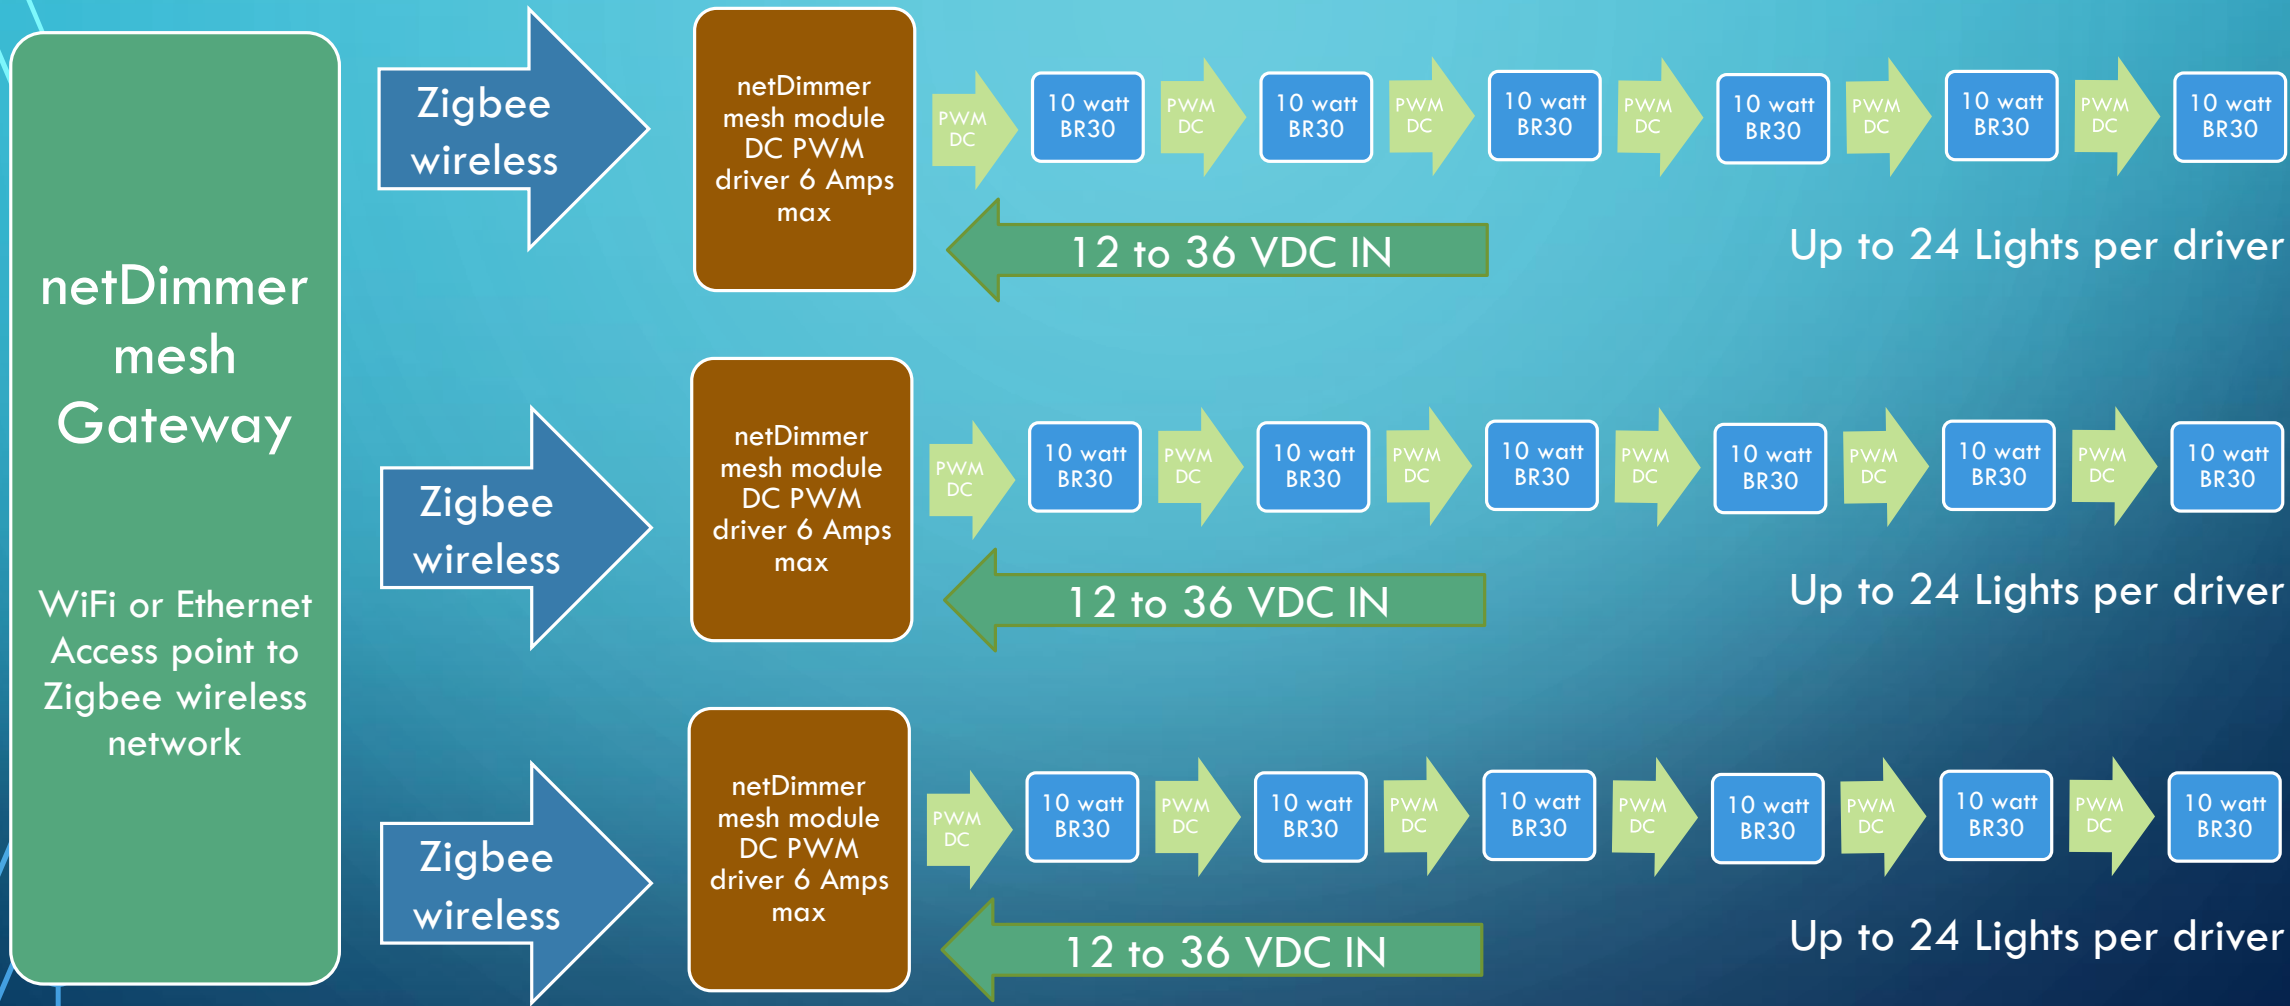 netDimmer
mesh
Gateway
WiFi or Ethernet
Access point to
Zigbee wireless
network
Zigbee
wireless
netDimmer
mesh module
DC PWM
driver 6 Amps
max
PWM
DC
10 watt
BR30
PWM
DC
10 watt
BR30
PWM
DC
10 watt
BR30
PWM
DC
10 watt
BR30
PWM
DC
10 watt
BR30
PWM
DC
10 watt
BR30
12 to 36 VDC IN
Up to 24 Lights per driver
Zigbee
wireless
netDimmer
mesh module
DC PWM
driver 6 Amps
max
PWM
DC
10 watt
BR30
PWM
DC
10 watt
BR30
PWM
DC
10 watt
BR30
PWM
DC
10 watt
BR30
PWM
DC
10 watt
BR30
PWM
DC
10 watt
BR30
12 to 36 VDC IN
Up to 24 Lights per driver
Zigbee
wireless
netDimmer
mesh module
DC PWM
driver 6 Amps
max
PWM
DC
10 watt
BR30
PWM
DC
10 watt
BR30
PWM
DC
10 watt
BR30
PWM
DC
10 watt
BR30
PWM
DC
10 watt
BR30
PWM
DC
10 watt
BR30
12 to 36 VDC IN
Up to 24 Lights per driver